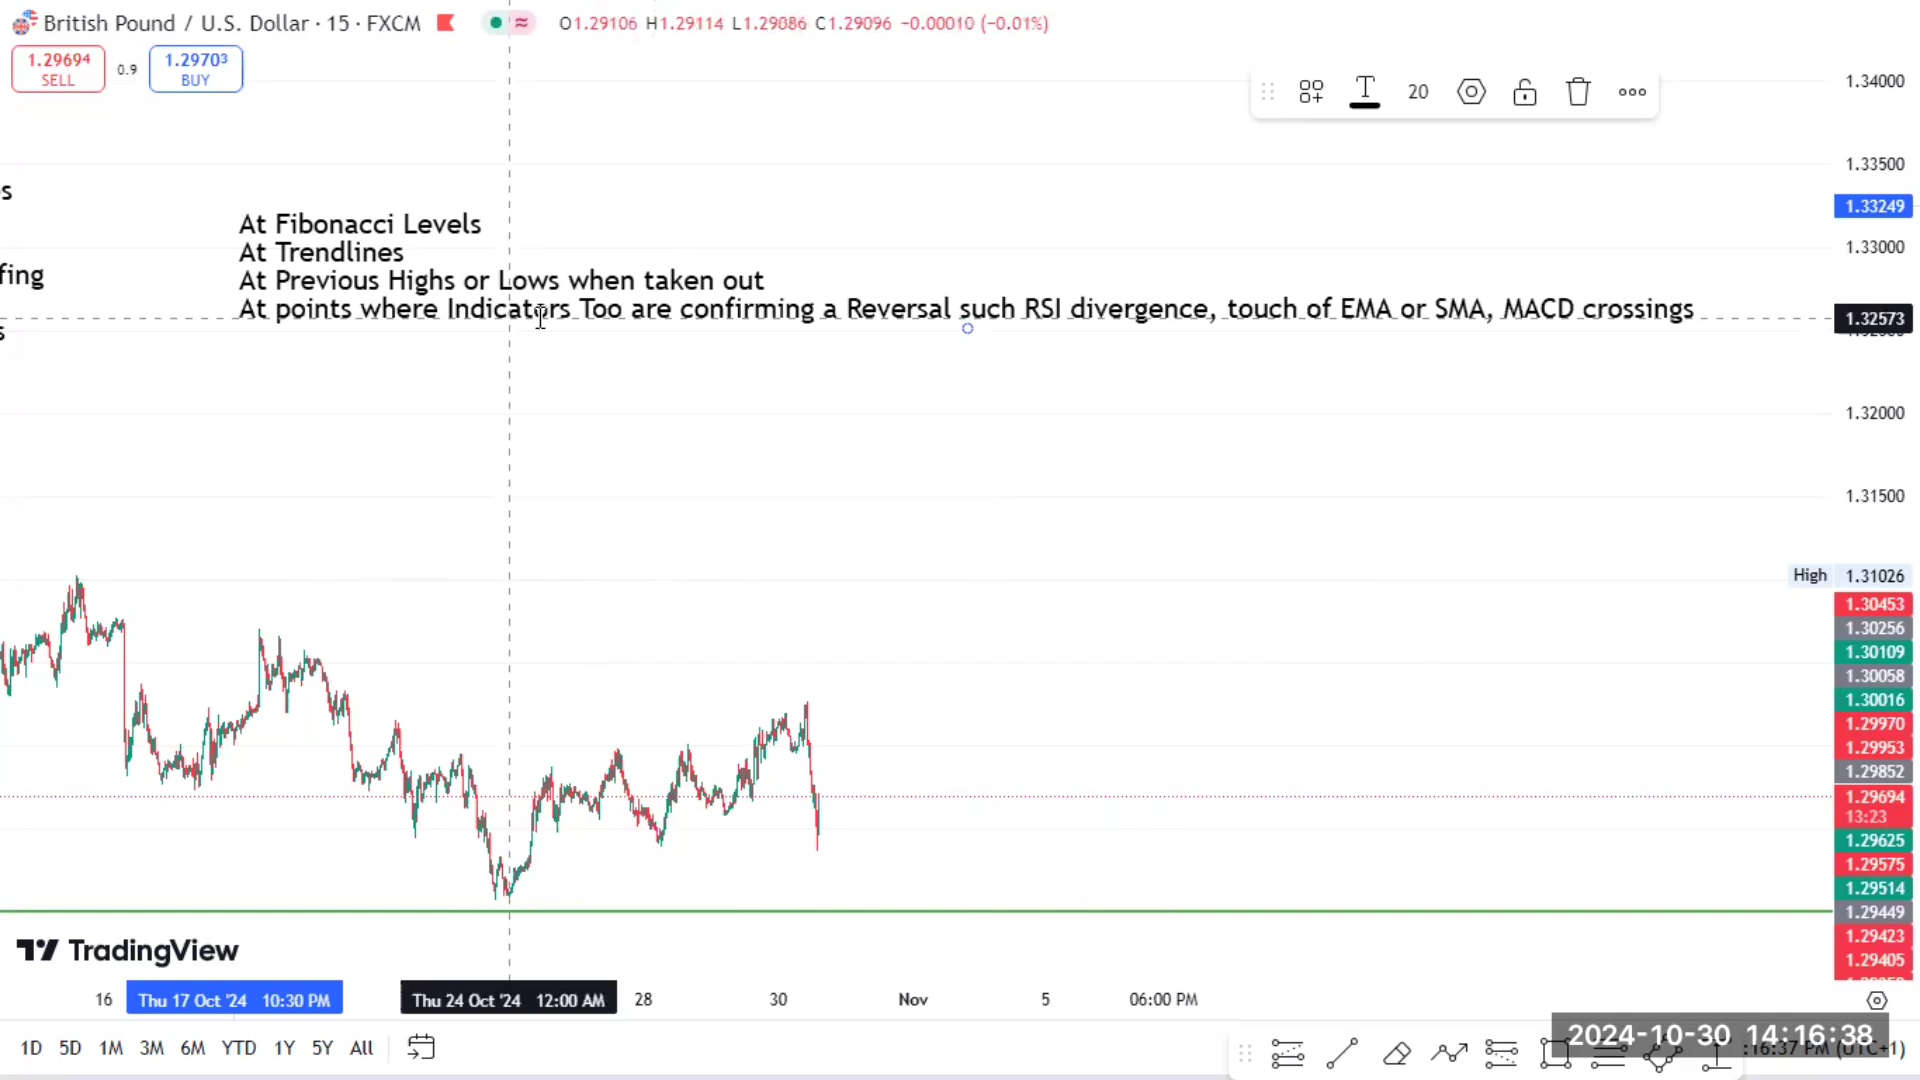 British Pound / U.S. Dollar · 15 · FXCM
O1.29106 H1.29114 L1.29086 C1.29096 −0.00010 (−0.01%)
1.29694
SELL
0.9
1.29703
BUY
20
1.34000
1.33500
1.33249
1.33000
1.32573
1.32000
1.31500
High 1.31026
1.30453
1.30256
1.30109
1.30058
1.30016
1.29970
1.29953
1.29852
1.29694
13:23
1.29625
1.29575
1.29514
1.29449
1.29423
1.29405
s
fing
s
At Fibonacci Levels
At Trendlines
At Previous Highs or Lows when taken out
At points where Indicators Too are confirming a Reversal such RSI divergence, touch of EMA or SMA, MACD crossings
TradingView
16
Thu 17 Oct '24 10:30 PM
Thu 24 Oct '24 12:00 AM
28
30
Nov
5
06:00 PM
1D 5D 1M 3M 6M YTD 1Y 5Y All
2024-10-30 14:16:38
:16:37 PM (UTC+1)